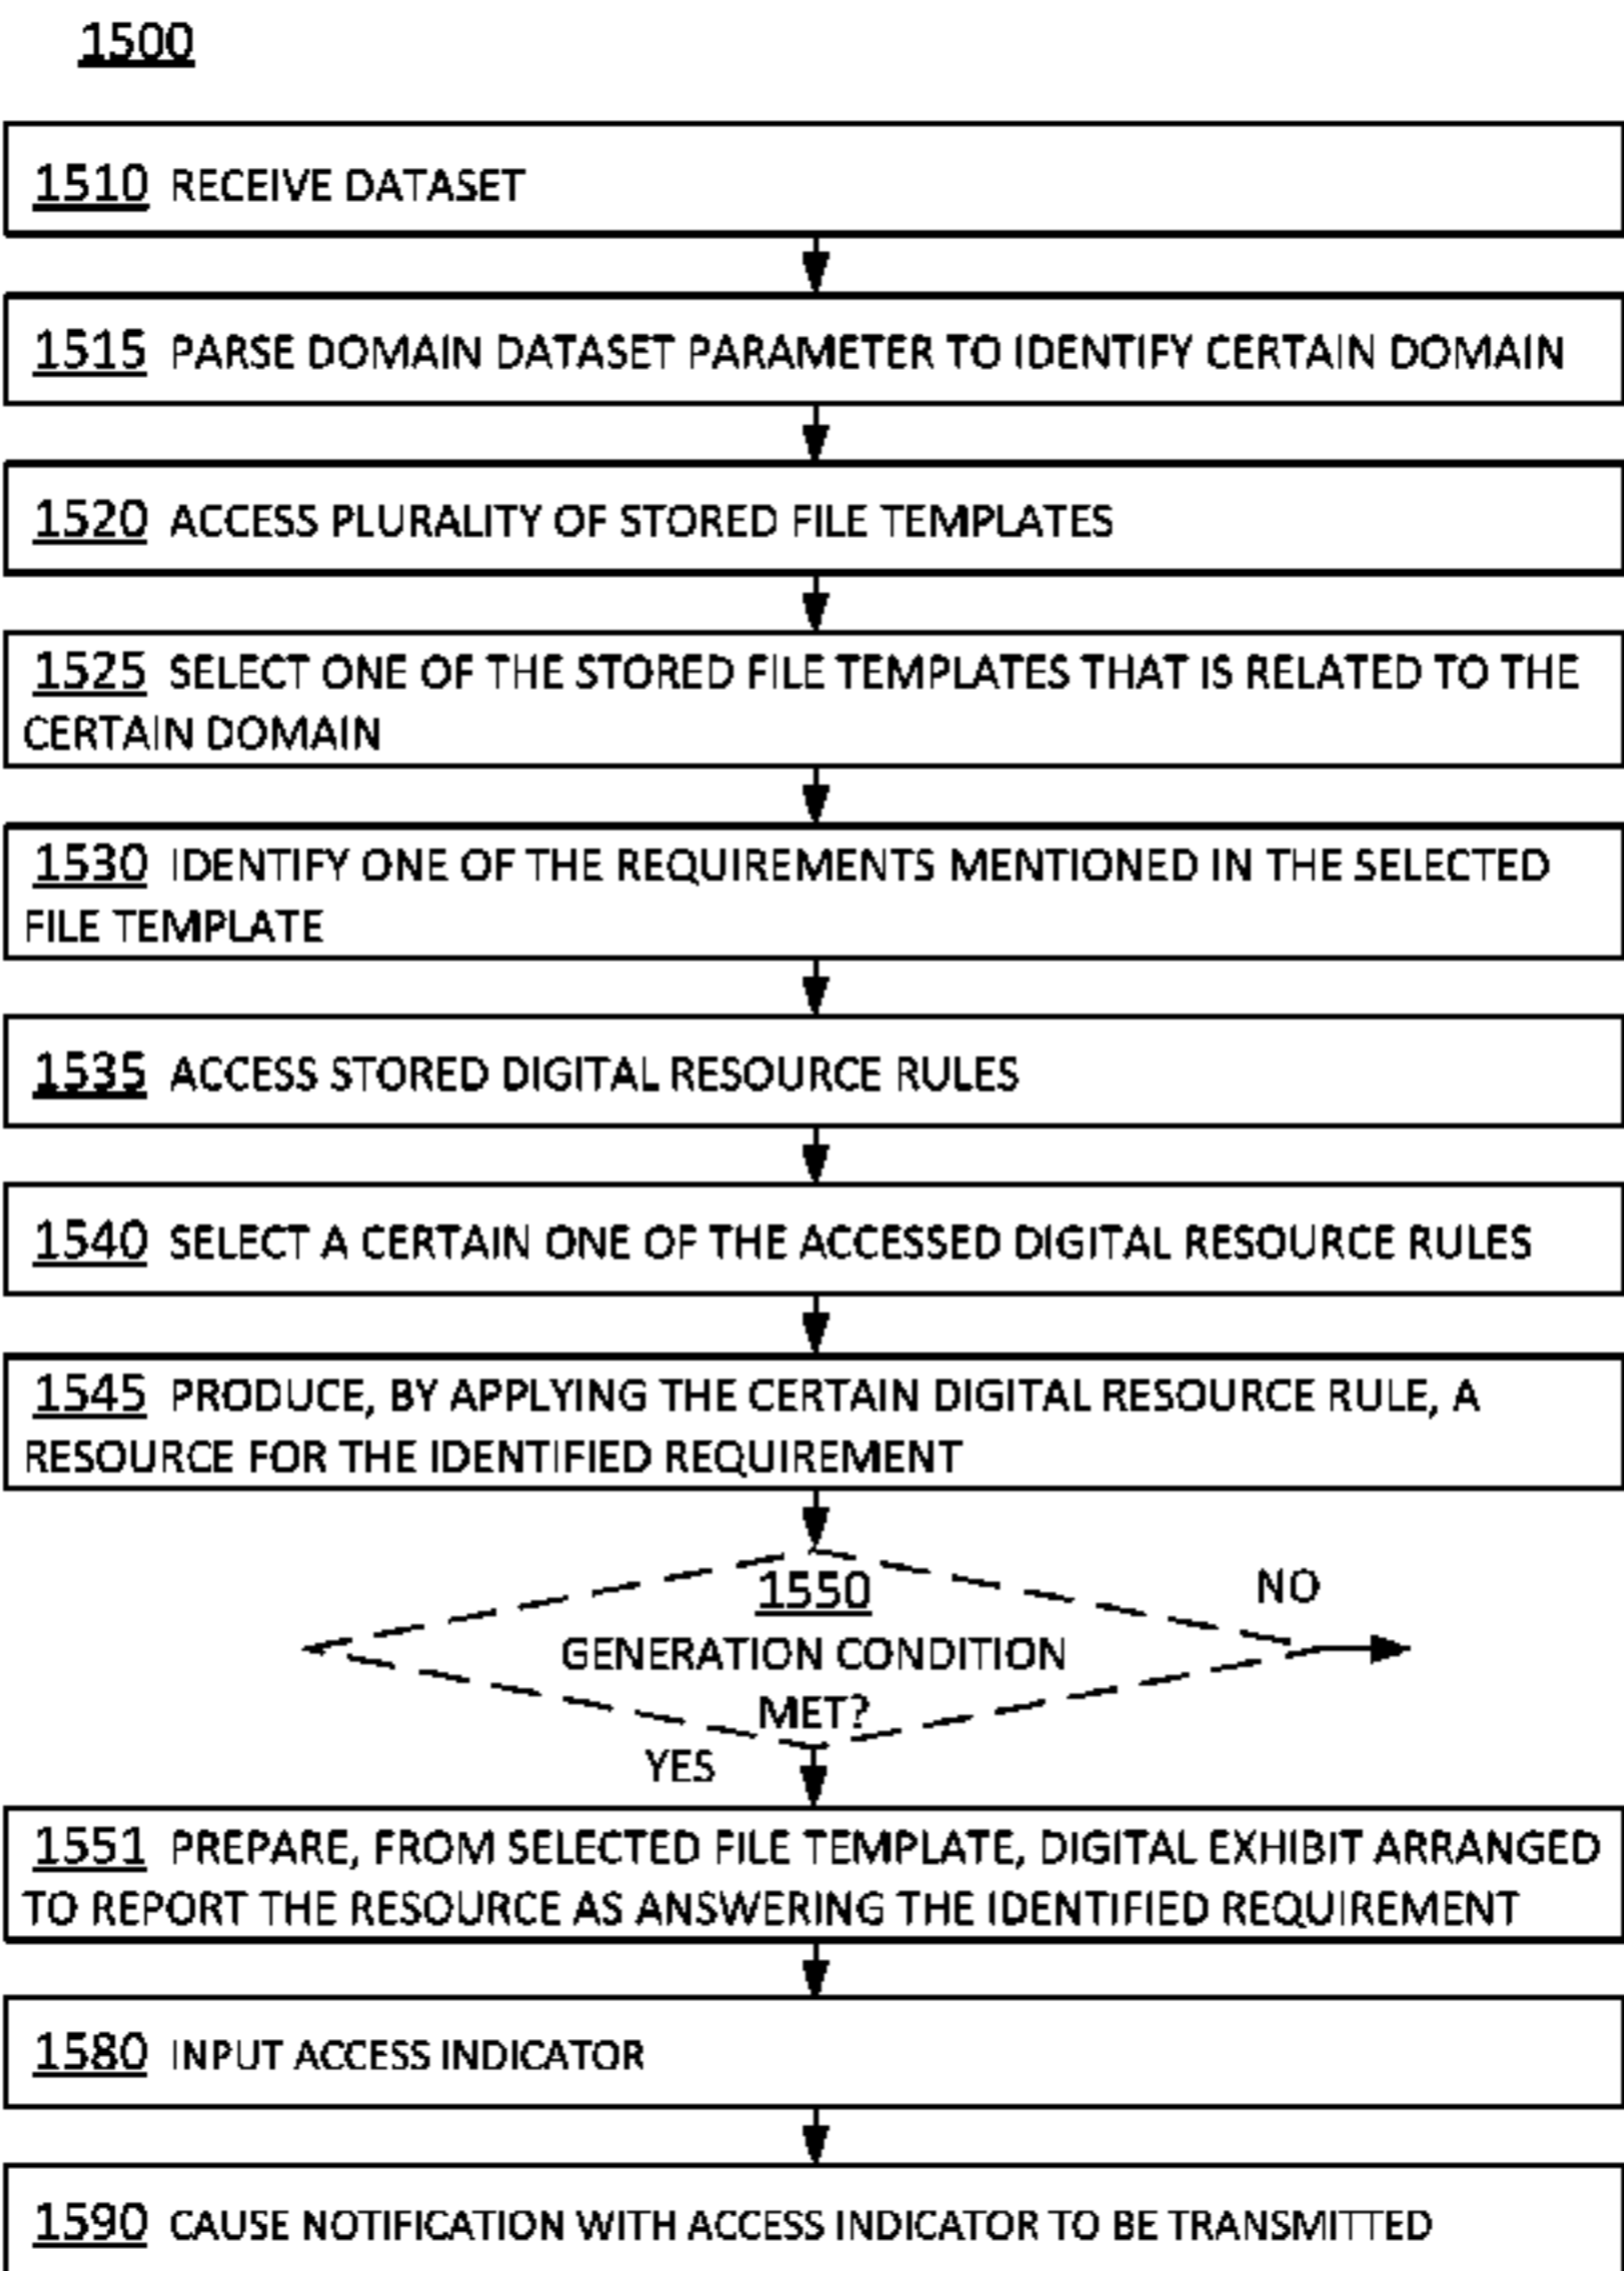 1500
1510 RECEIVE DATASET
1515 PARSE DOMAIN DATASET PARAMETER TO IDENTIFY CERTAIN DOMAIN
1520 ACCESS PLURALITY OF STORED FILE TEMPLATES
1525 SELECT ONE OF THE STORED FILE TEMPLATES THAT IS RELATED TO THE
CERTAIN DOMAIN
1530 IDENTIFY ONE OF THE REQUIREMENTS MENTIONED IN THE SELECTED
FILE TEMPLATE
1535 ACCESS STORED DIGITAL RESOURCE RULES
1540 SELECT A CERTAIN ONE OF THE ACCESSED DIGITAL RESOURCE RULES
1545 PRODUCE, BY APPLYING THE CERTAIN DIGITAL RESOURCE RULE, A
RESOURCE FOR THE IDENTIFIED REQUIREMENT
1550
NO
GENERATION CONDITION
MET?
YES
1551 PREPARE, FROM SELECTED FILE TEMPLATE, DIGITAL EXHIBIT ARRANGED
TO REPORT THE RESOURCE AS ANSWERING THE IDENTIFIED REQUIREMENT
1580 INPUT ACCESS INDICATOR
1590 CAUSE NOTIFICATION WITH ACCESS INDICATOR TO BE TRANSMITTED